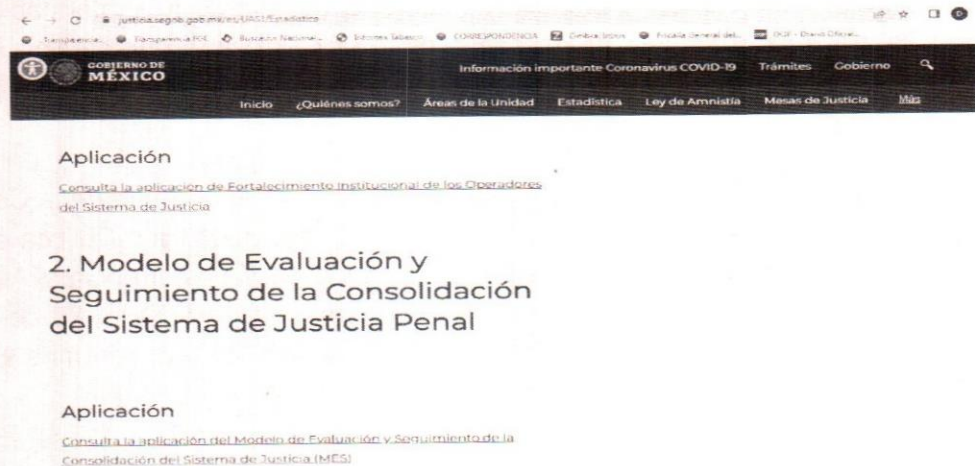 justicia.segob.gob.mx/es/UASJ/Estadistica
CORRESPONDENCIA
GOBIERNO DE
MÉXICO
Información importante Coronavirus COVID-19 Trámites Gobierno
Inicio ¿Quiénes somos? Áreas de la Unidad Estadística Ley de Amnistía Mesas de Justicia Más
Aplicación
Consulta la aplicación de Fortalecimiento Institucional de los Operadores
del Sistema de Justicia
2. Modelo de Evaluación y
Seguimiento de la Consolidación
del Sistema de Justicia Penal
Aplicación
Consulta la aplicación del Modelo de Evaluación y Seguimiento de la
Consolidación del Sistema de Justicia (MES)